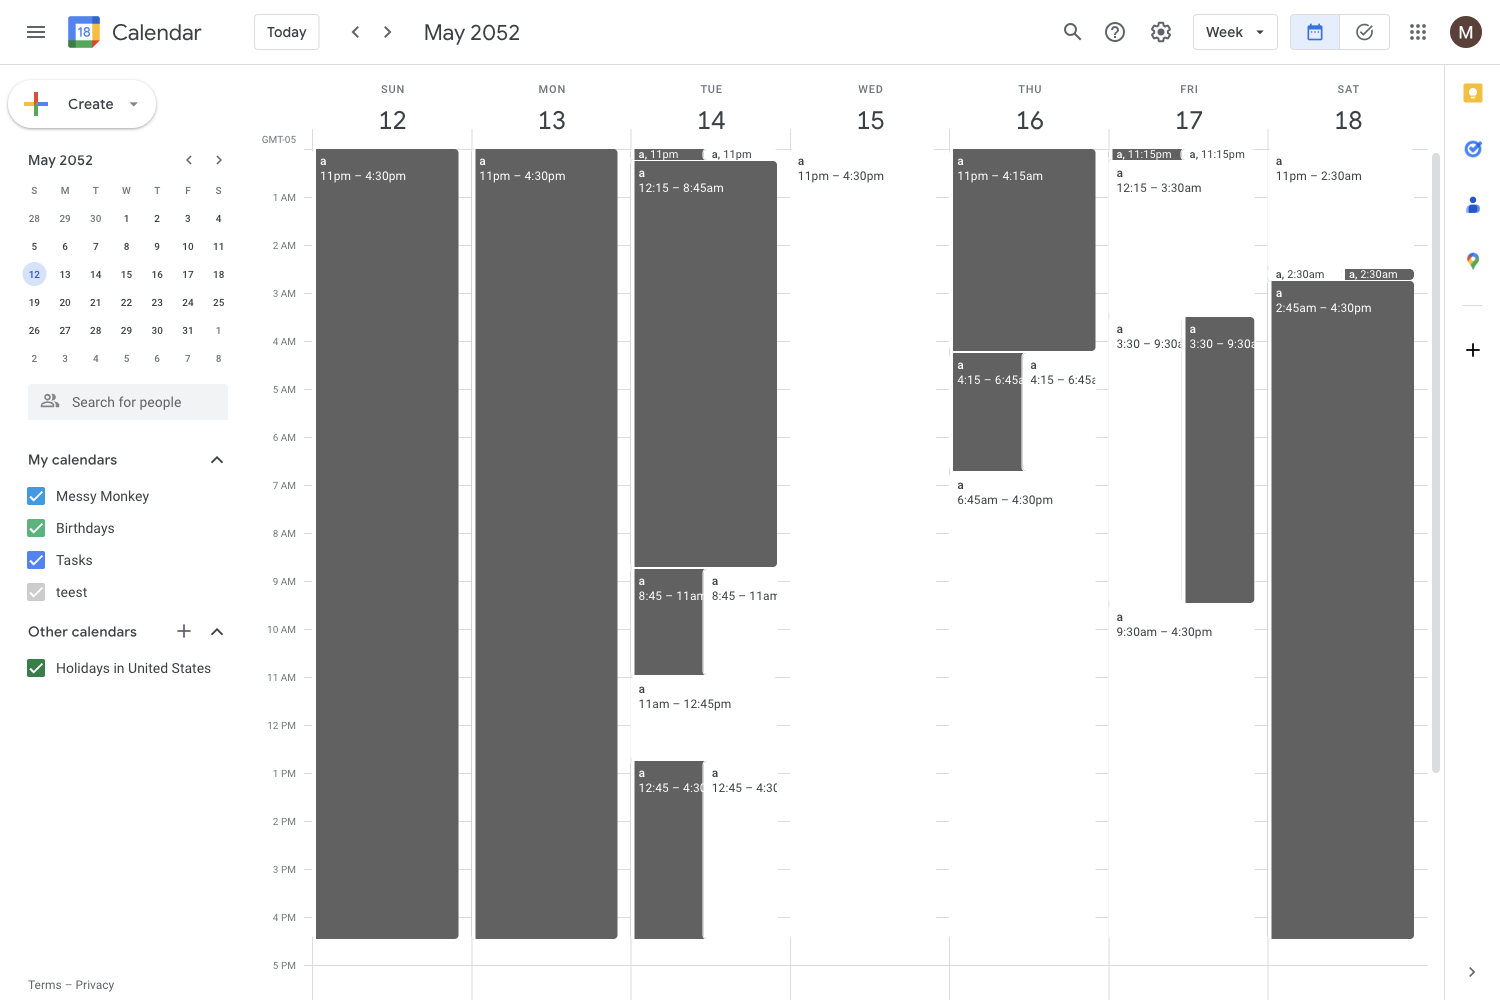 18
Calendar
Today
May 2052
Week
M
Create
May 2052
S M T W T F S
28 29 30 1 2 3 4
5 6 7 8 9 10 11
12 13 14 15 16 17 18
19 20 21 22 23 24 25
26 27 28 29 30 31 1
2 3 4 5 6 7 8
Search for people
My calendars
Messy Monkey
Birthdays
Tasks
teest
Other calendars
Holidays in United States
Terms – Privacy
SUN MON TUE WED THU FRI SAT
12 13 14 15 16 17 18
GMT-05
1 AM
2 AM
3 AM
4 AM
5 AM
6 AM
7 AM
8 AM
9 AM
10 AM
11 AM
12 PM
1 PM
2 PM
3 PM
4 PM
5 PM
a
11pm – 4:30pm
a
11pm – 4:30pm
a, 11pm
a, 11pm
a
12:15 – 8:45am
a
8:45 – 11am
a
8:45 – 11am
a
11am – 12:45pm
a
12:45 – 4:30
a
12:45 – 4:30
a
11pm – 4:30pm
a
11pm – 4:15am
a
4:15 – 6:45a
a
4:15 – 6:45a
a
6:45am – 4:30pm
a, 11:15pm
a, 11:15pm
a
12:15 – 3:30am
a
3:30 – 9:30a
a
3:30 – 9:30a
a
9:30am – 4:30pm
a
11pm – 2:30am
a, 2:30am
a, 2:30am
a
2:45am – 4:30pm